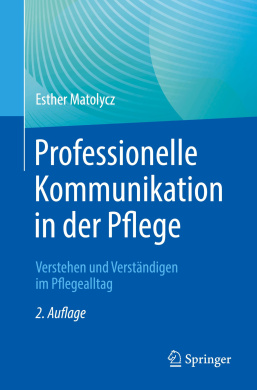 Esther Matolycz
Professionelle
Kommunikation
in der Pflege
Verstehen und Verständigen
im Pflegealltag
2. Auflage
Springer